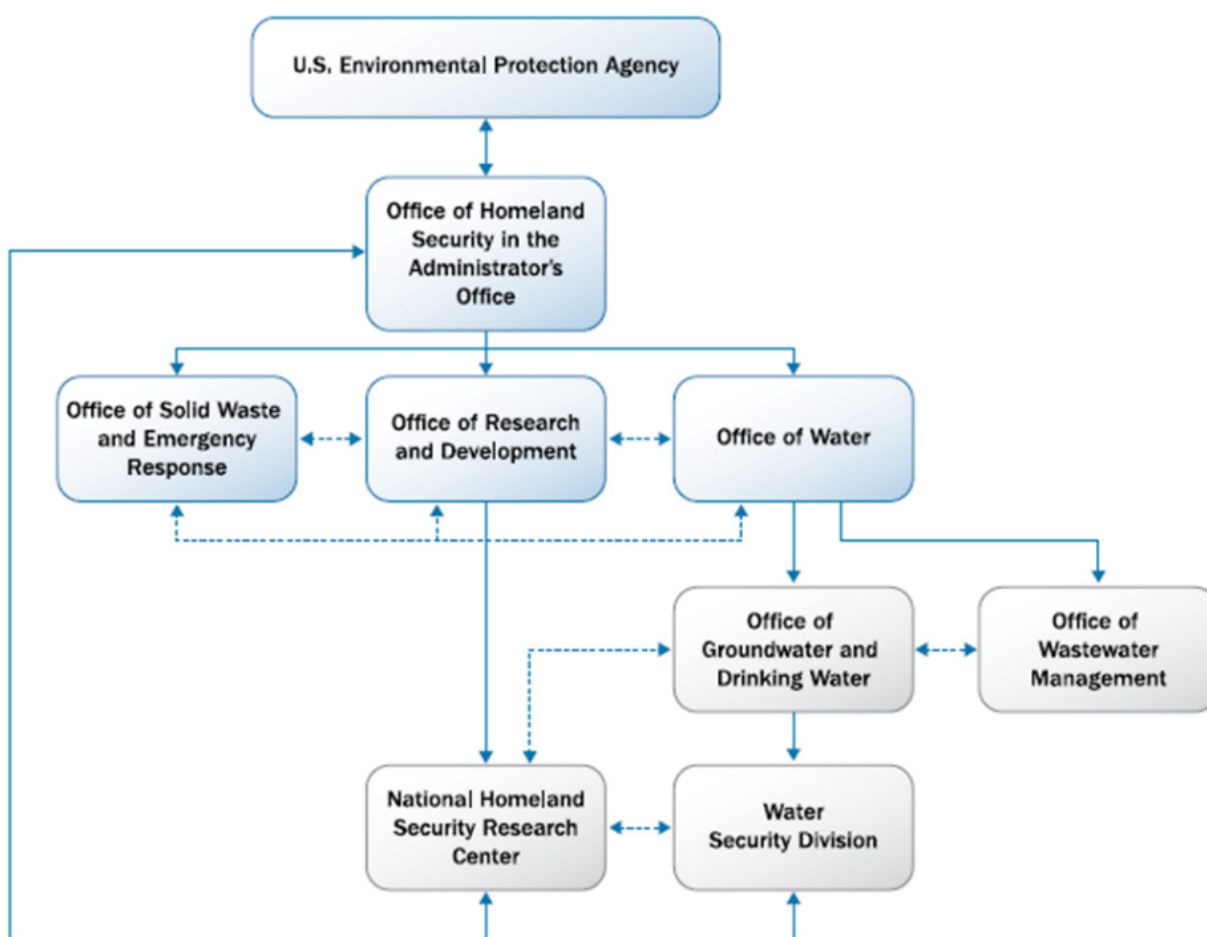 U.S. Environmental Protection Agency
Office of Homeland
Security in the
Administrator's
Office
Office of Solid Waste
and Emergency
Response
Office of Research
and Development
Office of Water
Office of
Groundwater and
Drinking Water
Office of
Wastewater
Management
National Homeland
Security Research
Center
Water
Security Division